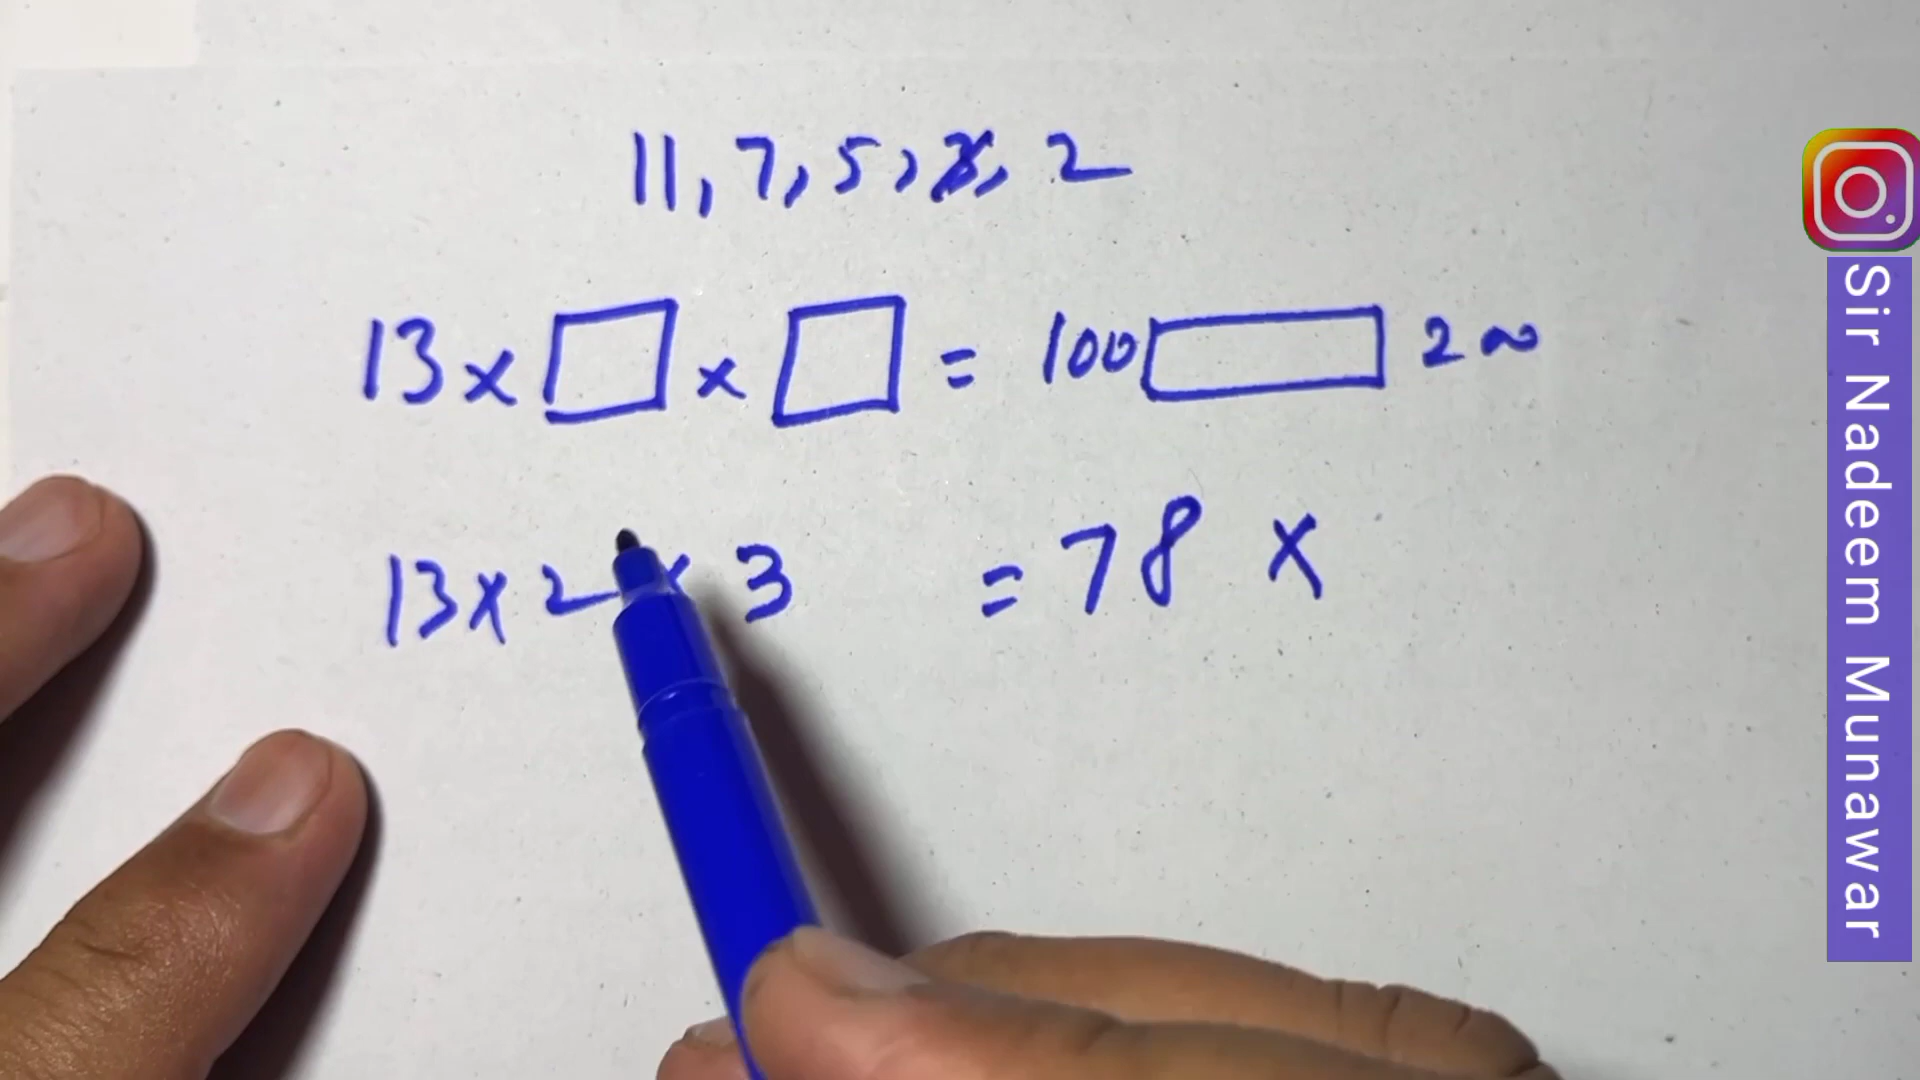 11, 7, 5, 3, 2
13 x □ x □ = 100 □ 200
13 x 2 x 3 = 78 x
Sir Nadeem Munawar